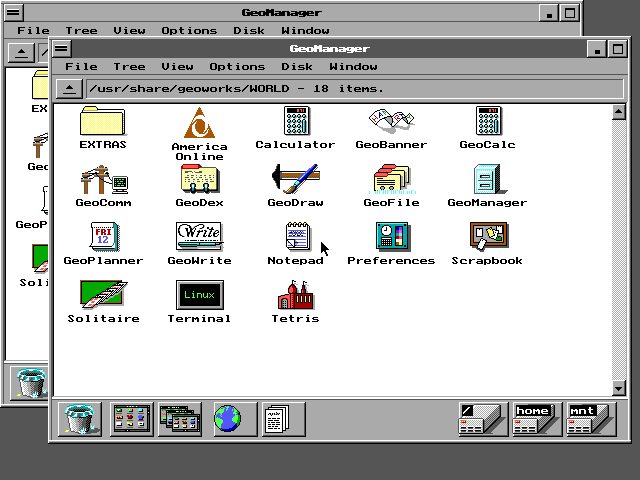 GeoManager
File Tree View Options Disk Window
GeoManager
File Tree View Options Disk Window
/usr/share/geoworks/WORLD - 18 items.
EXTRAS
America Online
Calculator
GeoBanner
GeoCalc
GeoComm
GeoDex
GeoDraw
GeoFile
GeoManager
FRI
12
Write
GeoPlanner
GeoWrite
Notepad
Preferences
Scrapbook
Linux
Solitaire
Terminal
Tetris
/
home
mnt